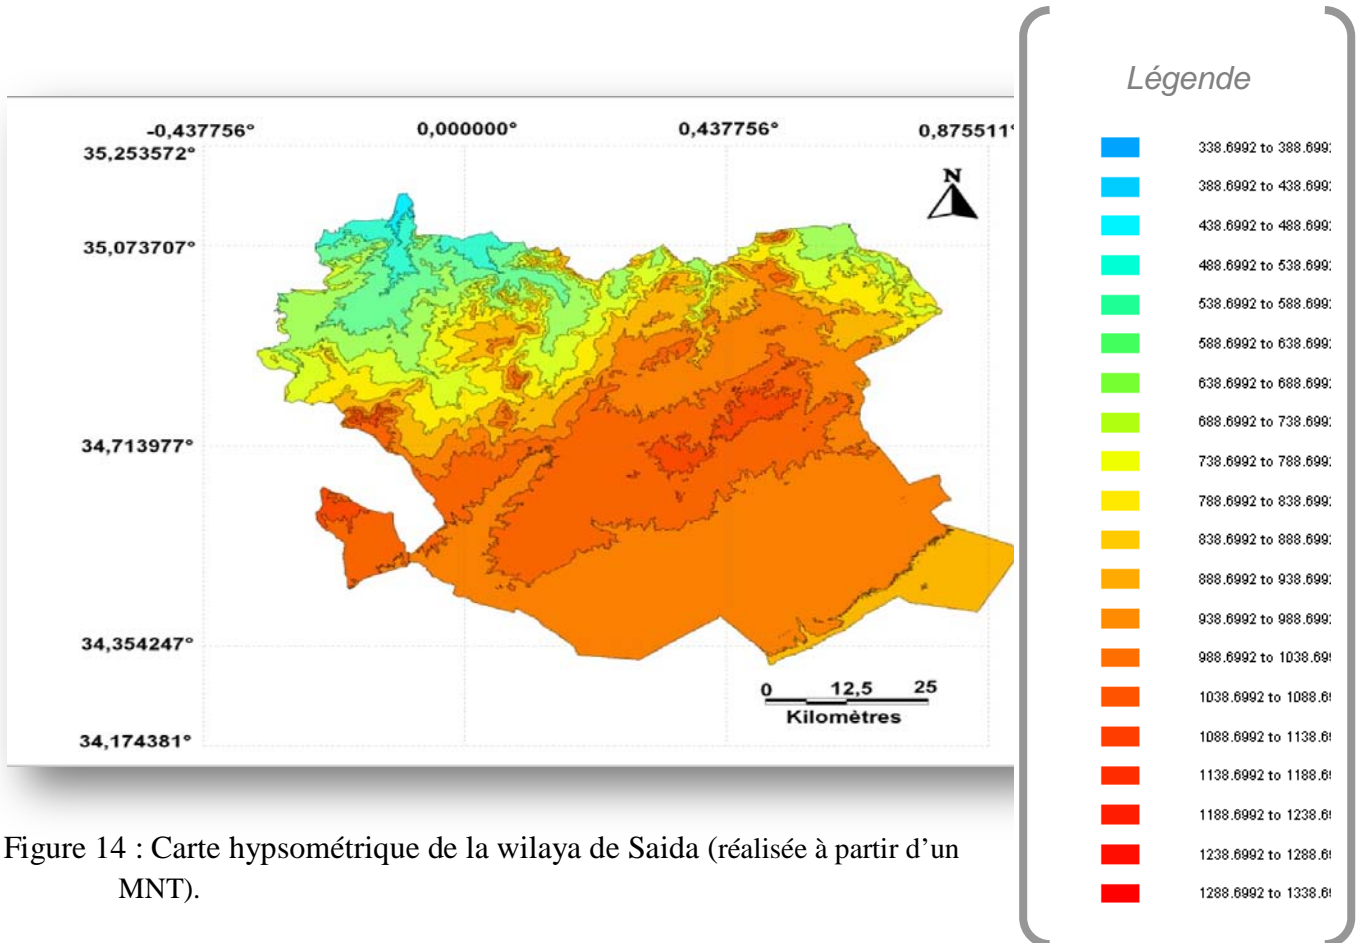 Légende
-0,437756° 0,000000° 0,437756° 0,875511°
35,253572°
N
35,073707°
34,713977°
34,354247°
0 12,5 25
Kilomètres
34,174381°
338.6992 to 388.699
388.6992 to 438.699
438.6992 to 488.699
488.6992 to 538.699
538.6992 to 588.699
588.6992 to 638.699
638.6992 to 688.699
688.6992 to 738.699
738.6992 to 788.699
788.6992 to 838.699
838.6992 to 888.699
888.6992 to 938.699
938.6992 to 988.699
988.6992 to 1038.69
1038.6992 to 1088.6
1088.6992 to 1138.6
1138.6992 to 1188.6
1188.6992 to 1238.6
1238.6992 to 1288.6
1288.6992 to 1338.6
Figure 14 : Carte hypsométrique de la wilaya de Saida (réalisée à partir d’un
MNT).